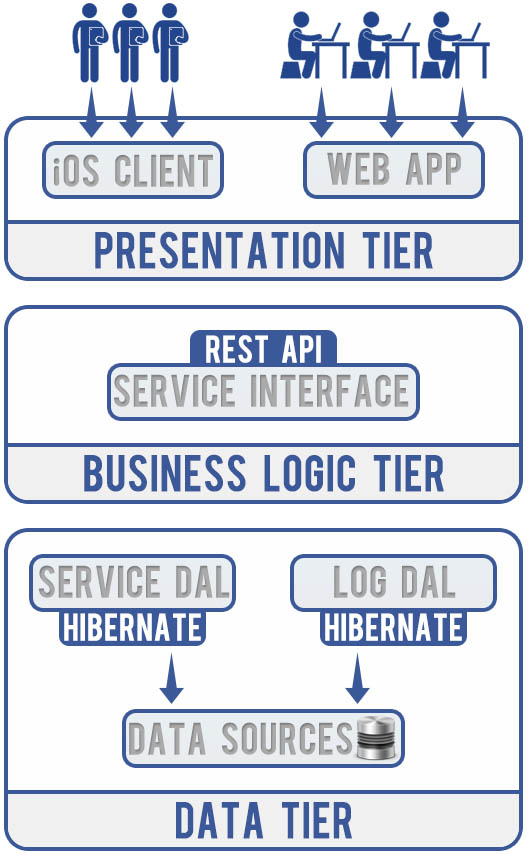 iOS CLIENT
WEB APP
PRESENTATION TIER
REST API
SERVICE INTERFACE
BUSINESS LOGIC TIER
SERVICE DAL
LOG DAL
HIBERNATE
HIBERNATE
DATA SOURCES
DATA TIER